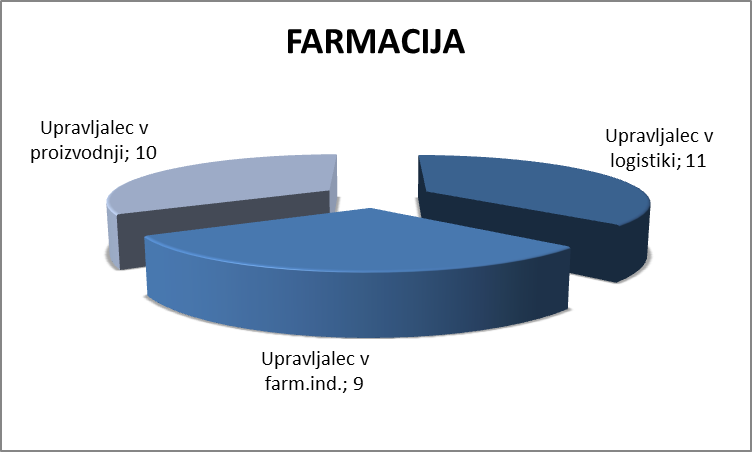 FARMACIJA
Upravljalec v
proizvodnji; 10
Upravljalec v
logistiki; 11
Upravljalec v
farm.ind.; 9